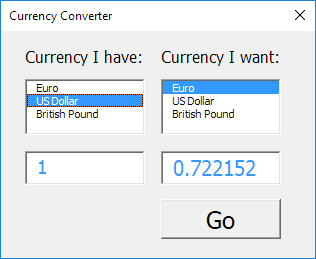 Currency Converter
Currency I have: Currency I want:
Euro Euro
US Dollar US Dollar
British Pound British Pound
1 0.722152
Go